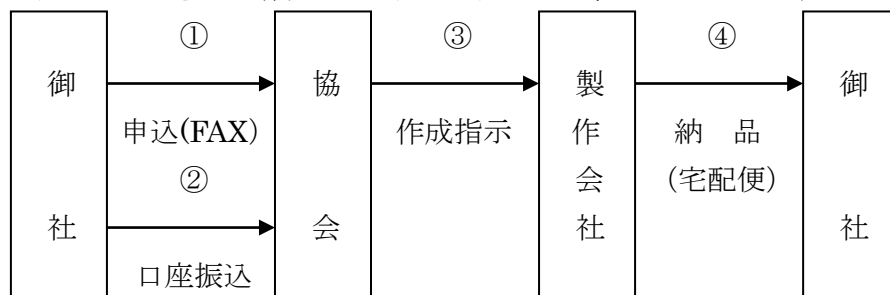 ① ③ ④
御 協 製 御
申込(FAX) 作成指示 作 納 品
② 会 (宅配便)
社 会 社 社
口座振込